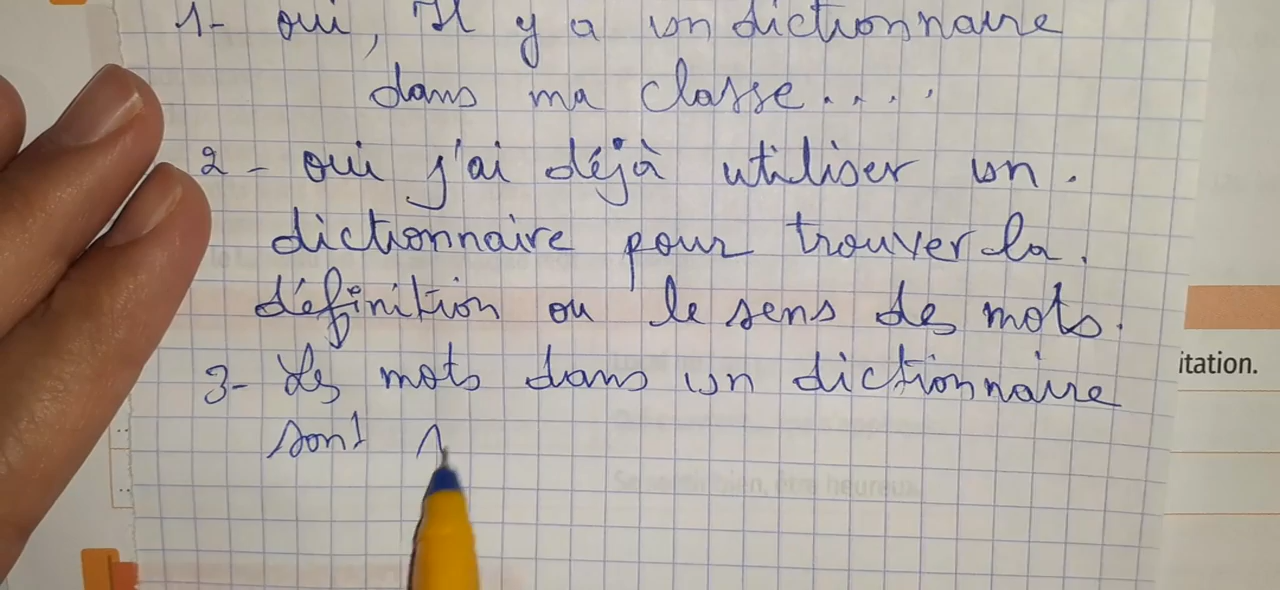 1- oui, Il y a un dictionnaire
dans ma classe....
2 - oui j'ai déjà utiliser un.
dictionnaire pour trouver la.
définition ou le sens des mots.
itation.
3- Les mots dans un dictionnaire
sont